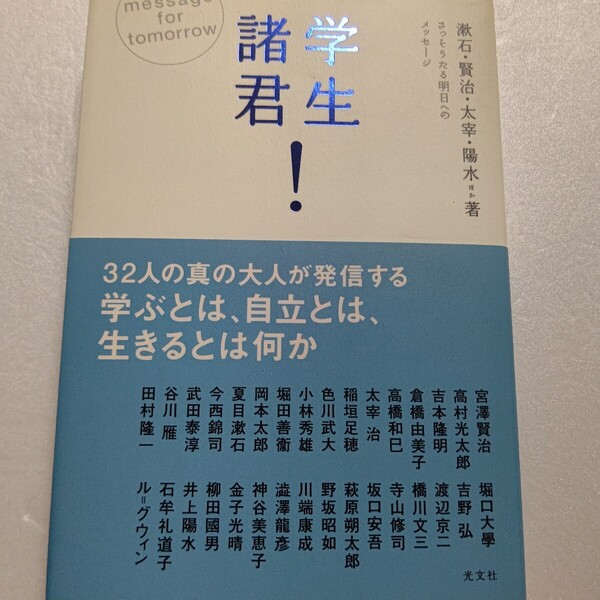 message
for
tomorrow
漱石・賢治・太宰・陽水ほか著
さっそうたる明日への
メッセージ
学生
諸君！
32人の真の大人が発信する
学ぶとは、自立とは、
生きるとは何か
宮澤賢治
高村光太郎
吉本隆明
倉橋由美子
高橋和巳
太宰 治
稲垣足穂
色川武大
小林秀雄
堀田善衞
岡本太郎
夏目漱石
今西錦司
武田泰淳
谷川 雁
田村隆一
堀口大學
吉野 弘
渡辺京二
橋川文三
寺山修司
坂口安吾
萩原朔太郎
野坂昭如
川端康成
澁澤龍彦
神谷美恵子
金子光晴
柳田國男
井上陽水
石牟礼道子
ル＝グウィン
光文社